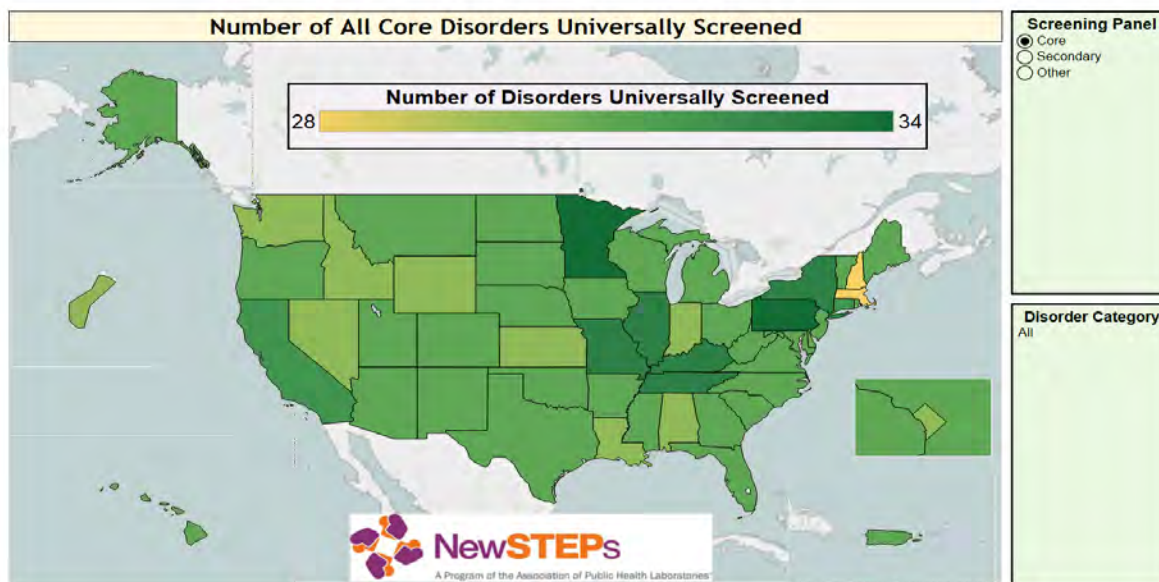 Number of All Core Disorders Universally Screened
Screening Panel
Core
Secondary
Other
Number of Disorders Universally Screened
28
34
Disorder Category
All
NewSTEPs
A Program of the Association of Public Health Laboratories™